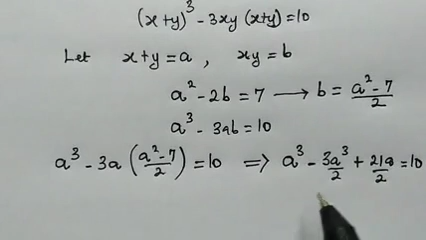 (x+y)³ - 3xy (x+y) = 10
Let x+y = a , xy = b
a² - 2b = 7 ⟶ b = (a² - 7)/2
a³ - 3ab = 10
a³ - 3a ((a² - 7)/2) = 10 ⟹ a³ - 3a³/2 + 21a/2 = 10